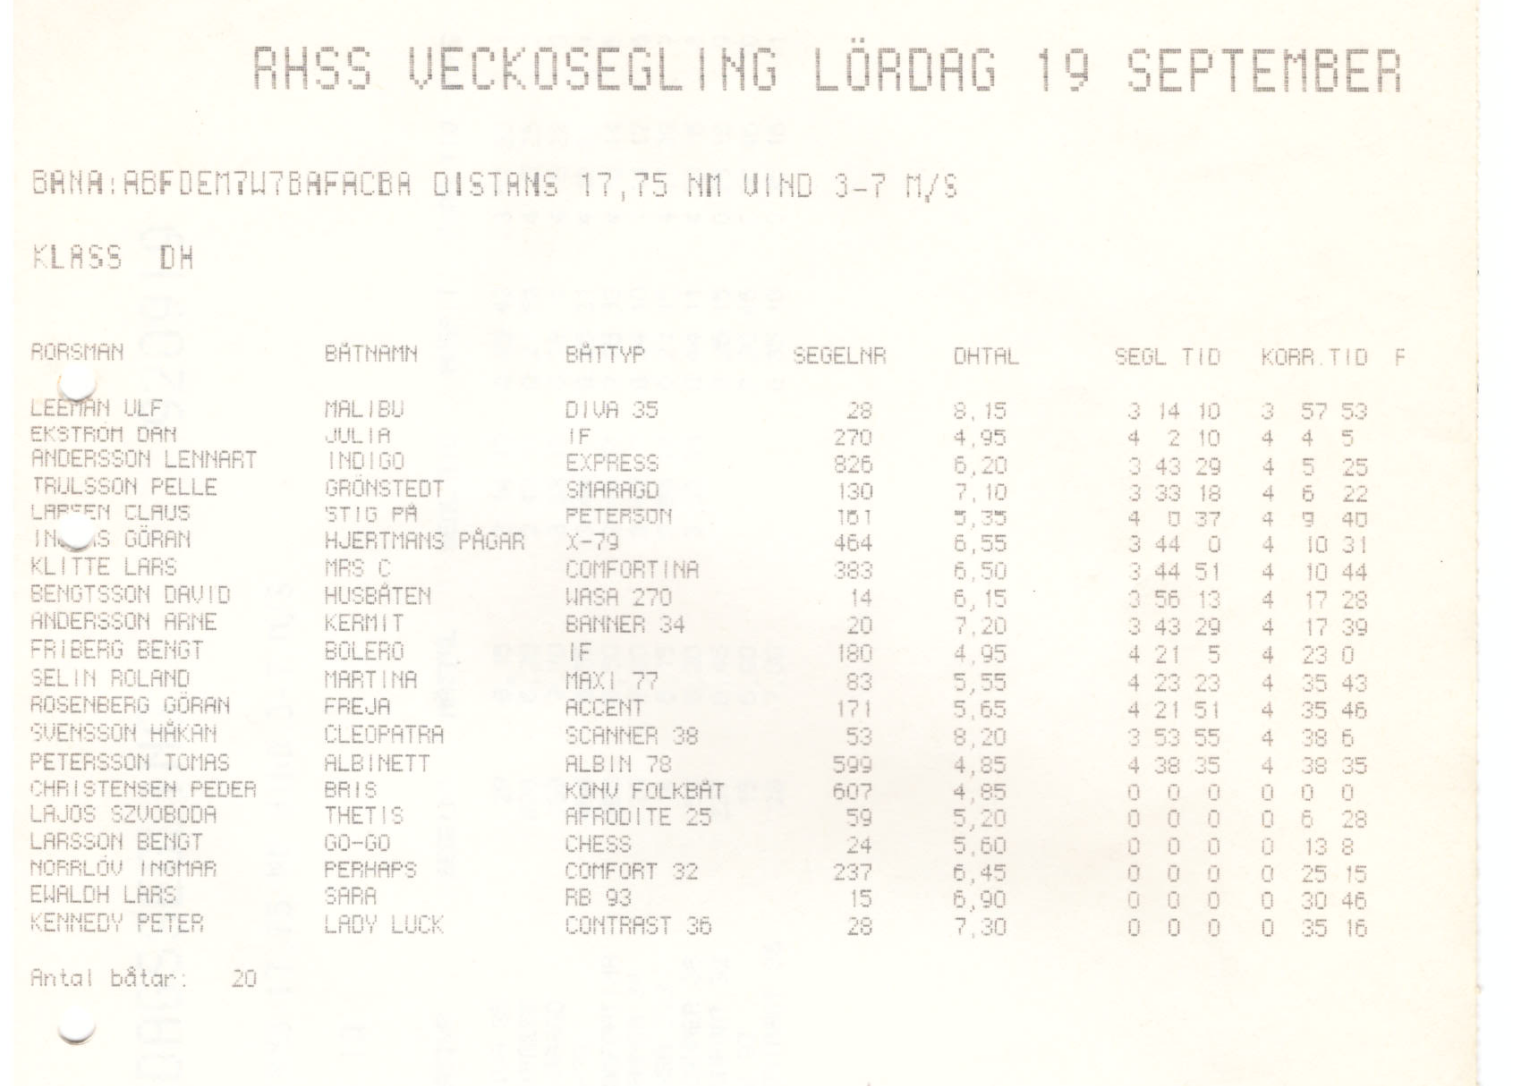 RHSS VECKOSEGLING LÖRDAG 19 SEPTEMBER
BANA:ABFDEM7W7BAFACBA DISTANS 17,75 NM VIND 3-7 M/S
KLASS DH
RORSMAN BÅTNAMN BÅTTYP SEGELNR DHTAL SEGL TID KORR.TID F
LEEMAN ULF MALIBU DIVA 35 28 8,15 3 14 10 3 57 53
EKSTRÖM DAN JULIA IF 270 4,95 4 2 10 4 4 5
ANDERSSON LENNART INDIGO EXPRESS 826 6,20 3 43 29 4 5 25
TRULSSON PELLE GRÖNSTEDT SMARAGD 130 7,10 3 33 18 4 6 22
LARSEN CLAUS STIG PÅ PETERSON 161 5,35 4 0 37 4 9 40
GÖRAN HJERTMANS PÅGAR X-79 464 6,55 3 44 0 4 10 31
KLITTE LARS MRS C COMFORTINA 383 6,50 3 44 51 4 10 44
BENGTSSON DAVID HUSBÅTEN WASA 270 14 6,15 3 56 13 4 17 28
ANDERSSON ARNE KERMIT BANNER 34 20 7,20 3 43 29 4 17 39
FRIBERG BENGT BOLERO IF 180 4,95 4 21 5 4 23 0
SELIN ROLAND MARTINA MAXI 77 83 5,55 4 23 23 4 35 43
ROSENBERG GÖRAN FREJA ACCENT 171 5,65 4 21 51 4 35 46
SVENSSON HÅKAN CLEOPATRA SCANNER 38 53 8,20 3 53 55 4 38 6
PETERSSON TOMAS ALBINETT ALBIN 78 599 4,85 4 38 35 4 38 35
CHRISTENSEN PEDER BRIS KONV FOLKBÅT 607 4,85 0 0 0 0 0 0
LAJOS SZVOBODA THETIS AFRODITE 25 59 5,20 0 0 0 0 6 28
LARSSON BENGT GO-GO CHESS 24 5,60 0 0 0 0 13 8
NORRLÖV INGMAR PERHAPS COMFORT 32 237 6,45 0 0 0 0 25 15
EWALDH LARS SARA RB 93 15 6,90 0 0 0 0 30 46
KENNEDY PETER LADY LUCK CONTRAST 36 28 7,30 0 0 0 0 35 16
Antal båtar: 20